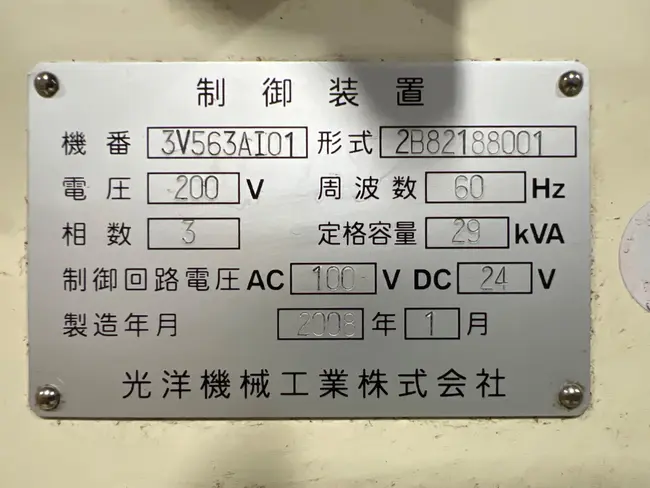 制御装置
機番 3V563AI01 形式 2B82188001
電圧 200 V 周波数 60 Hz
相数 3 定格容量 29 kVA
制御回路電圧 AC 100 V DC 24 V
製造年月 2008 年 1 月
光洋機械工業株式会社